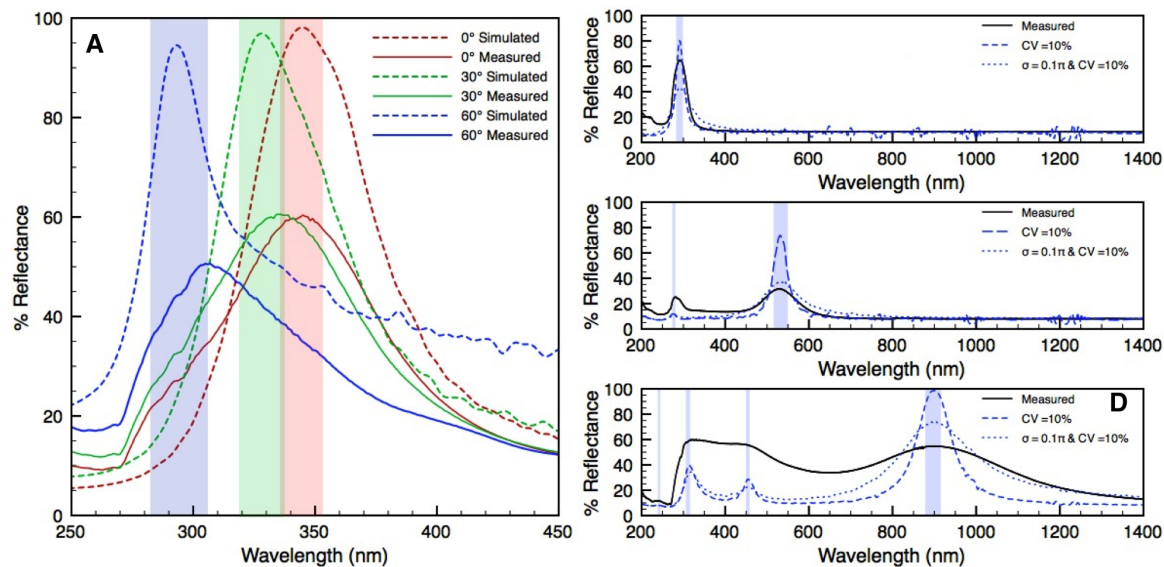 A
0° Simulated
0° Measured
30° Simulated
30° Measured
60° Simulated
60° Measured
100
80
60
40
20
0
% Reflectance
250 300 350 400 450
Wavelength (nm)
Measured
CV =10%
σ = 0.1π & CV =10%
100
80
60
40
20
0
% Reflectance
200 400 600 800 1000 1200 1400
Wavelength (nm)
Measured
CV =10%
σ = 0.1π & CV =10%
100
80
60
40
20
0
% Reflectance
200 400 600 800 1000 1200 1400
Wavelength (nm)
D
Measured
CV =10%
σ = 0.1π & CV =10%
100
80
60
40
20
0
% Reflectance
200 400 600 800 1000 1200 1400
Wavelength (nm)